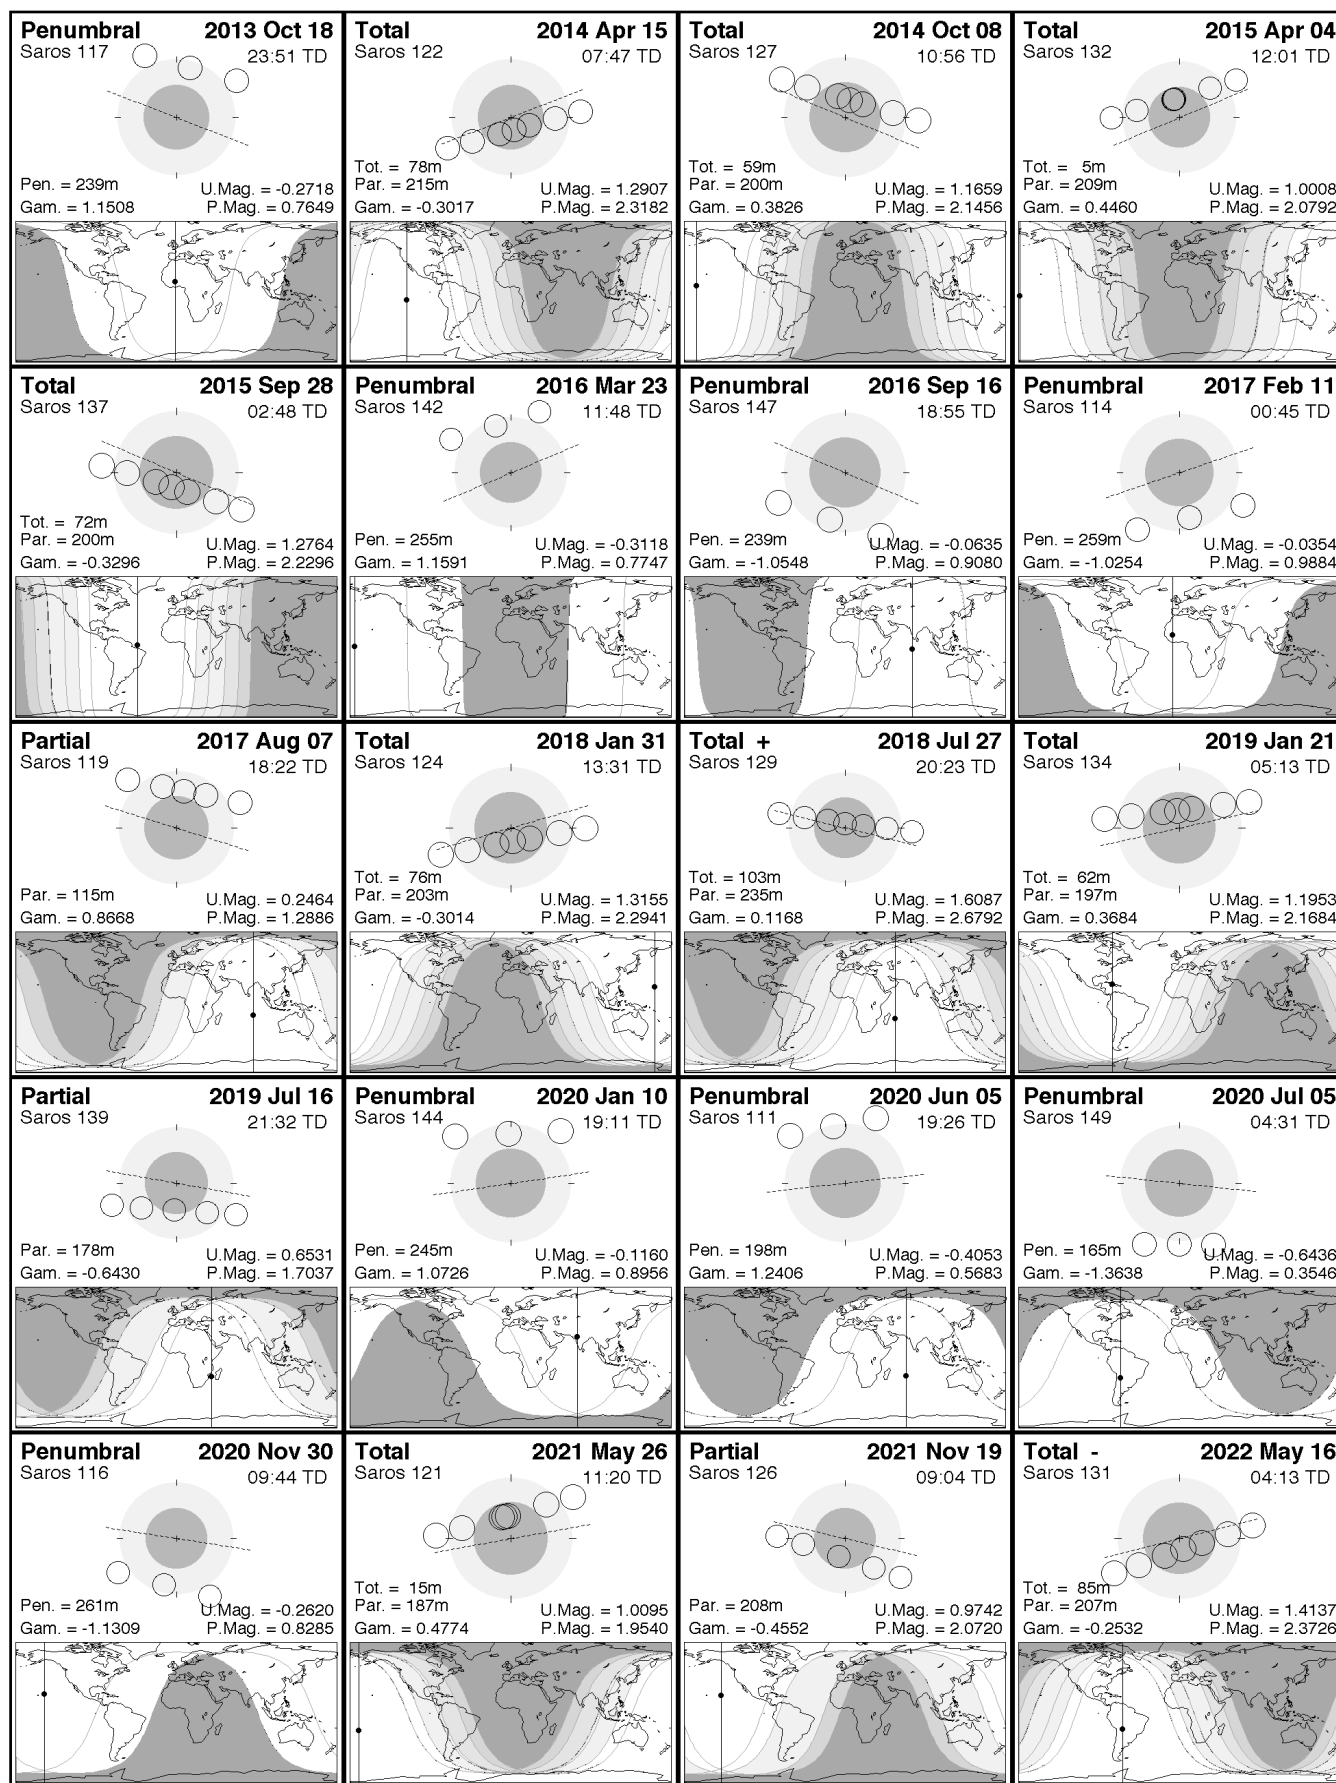 Penumbral 2013 Oct 18
Saros 117 23:51 TD
Pen. = 239m U.Mag. = -0.2718
Gam. = 1.1508 P.Mag. = 0.7649
Total 2014 Apr 15
Saros 122 07:47 TD
Tot. = 78m
Par. = 215m U.Mag. = 1.2907
Gam. = -0.3017 P.Mag. = 2.3182
Total 2014 Oct 08
Saros 127 10:56 TD
Tot. = 59m
Par. = 200m U.Mag. = 1.1659
Gam. = 0.3826 P.Mag. = 2.1456
Total 2015 Apr 04
Saros 132 12:01 TD
Tot. = 5m
Par. = 209m U.Mag. = 1.0008
Gam. = 0.4460 P.Mag. = 2.0792
Total 2015 Sep 28
Saros 137 02:48 TD
Tot. = 72m
Par. = 200m U.Mag. = 1.2764
Gam. = -0.3296 P.Mag. = 2.2296
Penumbral 2016 Mar 23
Saros 142 11:48 TD
Pen. = 255m U.Mag. = -0.3118
Gam. = 1.1591 P.Mag. = 0.7747
Penumbral 2016 Sep 16
Saros 147 18:55 TD
Pen. = 239m U.Mag. = -0.0635
Gam. = -1.0548 P.Mag. = 0.9080
Penumbral 2017 Feb 11
Saros 114 00:45 TD
Pen. = 259m U.Mag. = -0.0354
Gam. = -1.0254 P.Mag. = 0.9884
Partial 2017 Aug 07
Saros 119 18:22 TD
Par. = 115m U.Mag. = 0.2464
Gam. = 0.8668 P.Mag. = 1.2886
Total 2018 Jan 31
Saros 124 13:31 TD
Tot. = 76m
Par. = 203m U.Mag. = 1.3155
Gam. = -0.3014 P.Mag. = 2.2941
Total + 2018 Jul 27
Saros 129 20:23 TD
Tot. = 103m
Par. = 235m U.Mag. = 1.6087
Gam. = 0.1168 P.Mag. = 2.6792
Total 2019 Jan 21
Saros 134 05:13 TD
Tot. = 62m
Par. = 197m U.Mag. = 1.1953
Gam. = 0.3684 P.Mag. = 2.1684
Partial 2019 Jul 16
Saros 139 21:32 TD
Par. = 178m U.Mag. = 0.6531
Gam. = -0.6430 P.Mag. = 1.7037
Penumbral 2020 Jan 10
Saros 144 19:11 TD
Pen. = 245m U.Mag. = -0.1160
Gam. = 1.0726 P.Mag. = 0.8956
Penumbral 2020 Jun 05
Saros 111 19:26 TD
Pen. = 198m U.Mag. = -0.4053
Gam. = 1.2406 P.Mag. = 0.5683
Penumbral 2020 Jul 05
Saros 149 04:31 TD
Pen. = 165m U.Mag. = -0.6436
Gam. = -1.3638 P.Mag. = 0.3546
Penumbral 2020 Nov 30
Saros 116 09:44 TD
Pen. = 261m U.Mag. = -0.2620
Gam. = -1.1309 P.Mag. = 0.8285
Total 2021 May 26
Saros 121 11:20 TD
Tot. = 15m
Par. = 187m U.Mag. = 1.0095
Gam. = 0.4774 P.Mag. = 1.9540
Partial 2021 Nov 19
Saros 126 09:04 TD
Par. = 208m U.Mag. = 0.9742
Gam. = -0.4552 P.Mag. = 2.0720
Total - 2022 May 16
Saros 131 04:13 TD
Tot. = 85m
Par. = 207m U.Mag. = 1.4137
Gam. = -0.2532 P.Mag. = 2.3726